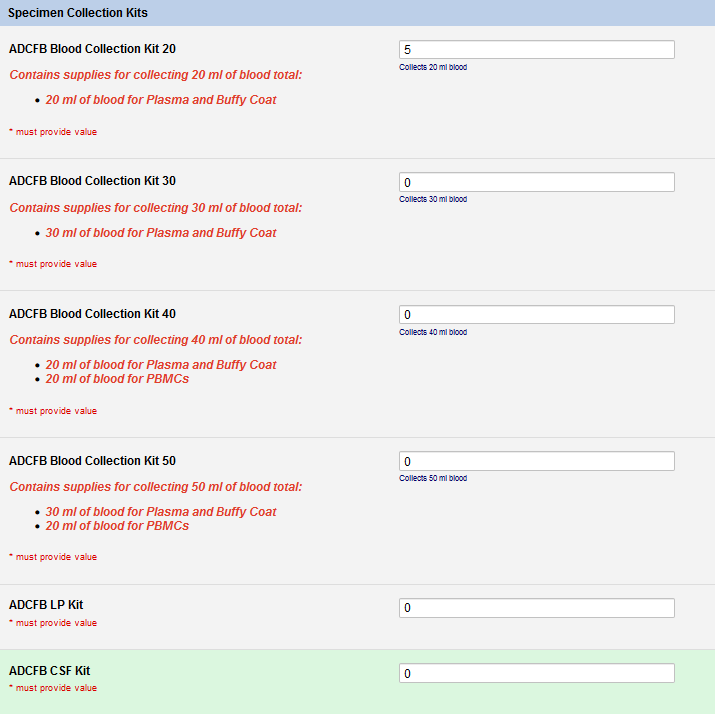 Specimen Collection Kits
ADCFB Blood Collection Kit 20
5
Collects 20 ml blood
Contains supplies for collecting 20 ml of blood total:
• 20 ml of blood for Plasma and Buffy Coat
* must provide value
ADCFB Blood Collection Kit 30
0
Collects 30 ml blood
Contains supplies for collecting 30 ml of blood total:
• 30 ml of blood for Plasma and Buffy Coat
* must provide value
ADCFB Blood Collection Kit 40
0
Collects 40 ml blood
Contains supplies for collecting 40 ml of blood total:
• 20 ml of blood for Plasma and Buffy Coat
• 20 ml of blood for PBMCs
* must provide value
ADCFB Blood Collection Kit 50
0
Collects 50 ml blood
Contains supplies for collecting 50 ml of blood total:
• 30 ml of blood for Plasma and Buffy Coat
• 20 ml of blood for PBMCs
* must provide value
ADCFB LP Kit
0
* must provide value
ADCFB CSF Kit
0
* must provide value